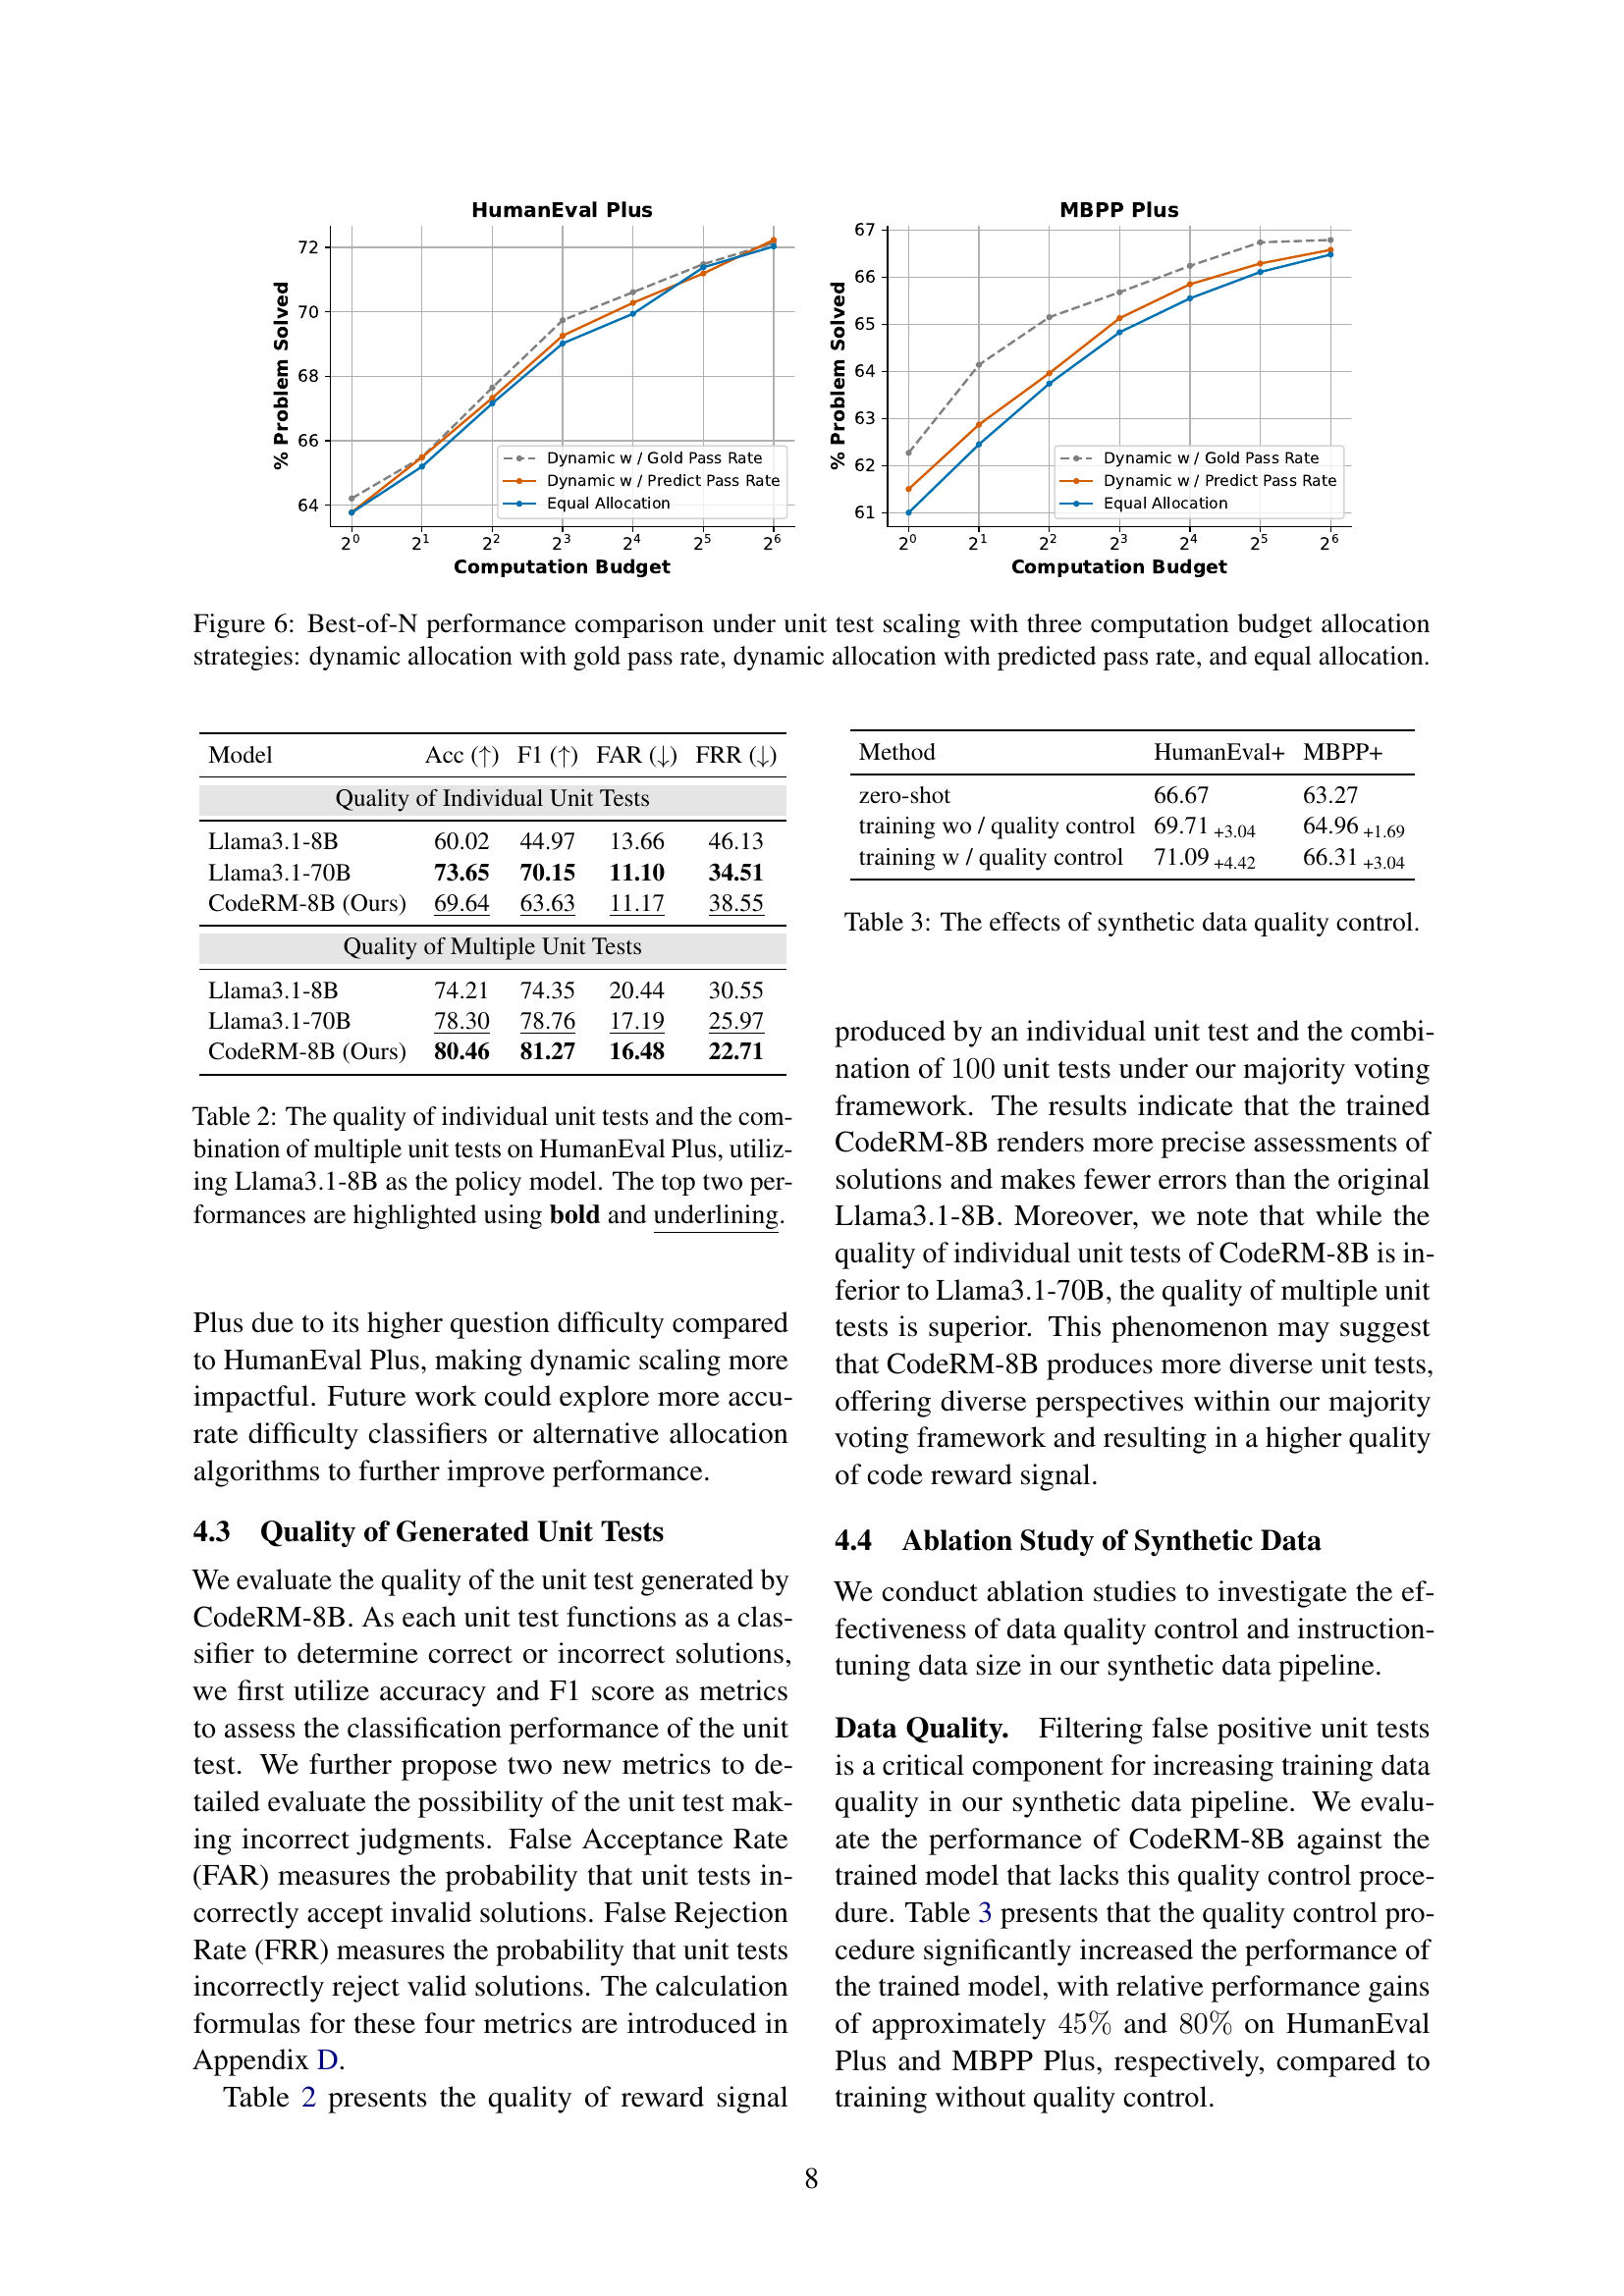 HumanEval Plus
% Problem Solved
72
70
68
66
64
Dynamic w / Gold Pass Rate
Dynamic w / Predict Pass Rate
Equal Allocation
2^0 2^1 2^2 2^3 2^4 2^5 2^6
Computation Budget
MBPP Plus
% Problem Solved
67
66
65
64
63
62
61
Dynamic w / Gold Pass Rate
Dynamic w / Predict Pass Rate
Equal Allocation
2^0 2^1 2^2 2^3 2^4 2^5 2^6
Computation Budget
Figure 6: Best-of-N performance comparison under unit test scaling with three computation budget allocation
strategies: dynamic allocation with gold pass rate, dynamic allocation with predicted pass rate, and equal allocation.
Model Acc (↑) F1 (↑) FAR (↓) FRR (↓)
Quality of Individual Unit Tests
Llama3.1-8B 60.02 44.97 13.66 46.13
Llama3.1-70B 73.65 70.15 11.10 34.51
CodeRM-8B (Ours) 69.64 63.63 11.17 38.55
Quality of Multiple Unit Tests
Llama3.1-8B 74.21 74.35 20.44 30.55
Llama3.1-70B 78.30 78.76 17.19 25.97
CodeRM-8B (Ours) 80.46 81.27 16.48 22.71
Table 2: The quality of individual unit tests and the com-
bination of multiple unit tests on HumanEval Plus, utiliz-
ing Llama3.1-8B as the policy model. The top two per-
formances are highlighted using bold and underlining.
Plus due to its higher question difficulty compared
to HumanEval Plus, making dynamic scaling more
impactful. Future work could explore more accu-
rate difficulty classifiers or alternative allocation
algorithms to further improve performance.
4.3 Quality of Generated Unit Tests
We evaluate the quality of the unit test generated by
CodeRM-8B. As each unit test functions as a clas-
sifier to determine correct or incorrect solutions,
we first utilize accuracy and F1 score as metrics
to assess the classification performance of the unit
test. We further propose two new metrics to de-
tailed evaluate the possibility of the unit test mak-
ing incorrect judgments. False Acceptance Rate
(FAR) measures the probability that unit tests in-
correctly accept invalid solutions. False Rejection
Rate (FRR) measures the probability that unit tests
incorrectly reject valid solutions. The calculation
formulas for these four metrics are introduced in
Appendix D.
Table 2 presents the quality of reward signal
Method HumanEval+ MBPP+
zero-shot 66.67 63.27
training wo / quality control 69.71 +3.04 64.96 +1.69
training w / quality control 71.09 +4.42 66.31 +3.04
Table 3: The effects of synthetic data quality control.
produced by an individual unit test and the combi-
nation of 100 unit tests under our majority voting
framework. The results indicate that the trained
CodeRM-8B renders more precise assessments of
solutions and makes fewer errors than the original
Llama3.1-8B. Moreover, we note that while the
quality of individual unit tests of CodeRM-8B is in-
ferior to Llama3.1-70B, the quality of multiple unit
tests is superior. This phenomenon may suggest
that CodeRM-8B produces more diverse unit tests,
offering diverse perspectives within our majority
voting framework and resulting in a higher quality
of code reward signal.
4.4 Ablation Study of Synthetic Data
We conduct ablation studies to investigate the ef-
fectiveness of data quality control and instruction-
tuning data size in our synthetic data pipeline.
Data Quality. Filtering false positive unit tests
is a critical component for increasing training data
quality in our synthetic data pipeline. We evalu-
ate the performance of CodeRM-8B against the
trained model that lacks this quality control proce-
dure. Table 3 presents that the quality control pro-
cedure significantly increased the performance of
the trained model, with relative performance gains
of approximately 45% and 80% on HumanEval
Plus and MBPP Plus, respectively, compared to
training without quality control.
8